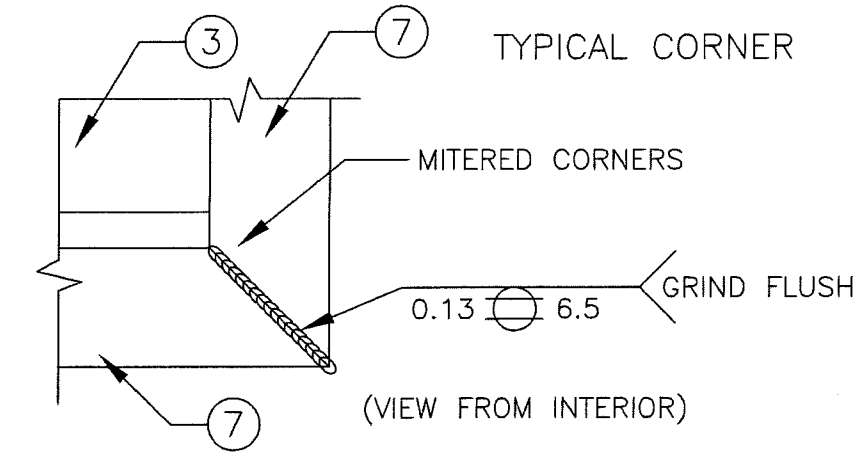 3
7
TYPICAL CORNER
MITERED CORNERS
GRIND FLUSH
0.13 6.5
(VIEW FROM INTERIOR)
7